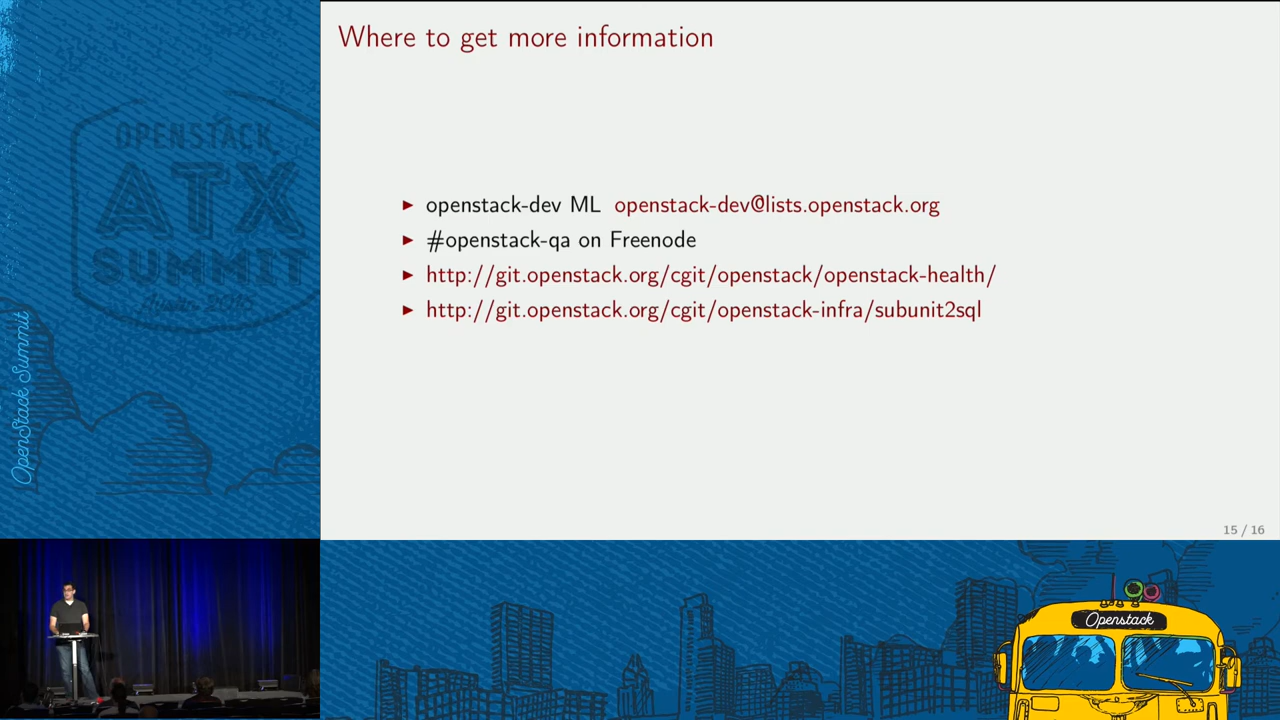 Where to get more information
openstack-dev ML openstack-dev@lists.openstack.org
#openstack-qa on Freenode
http://git.openstack.org/cgit/openstack/openstack-health/
http://git.openstack.org/cgit/openstack-infra/subunit2sql
15 / 16
OPENSTACK
ATX
SUMMIT
OpenStack Summit
Openstack